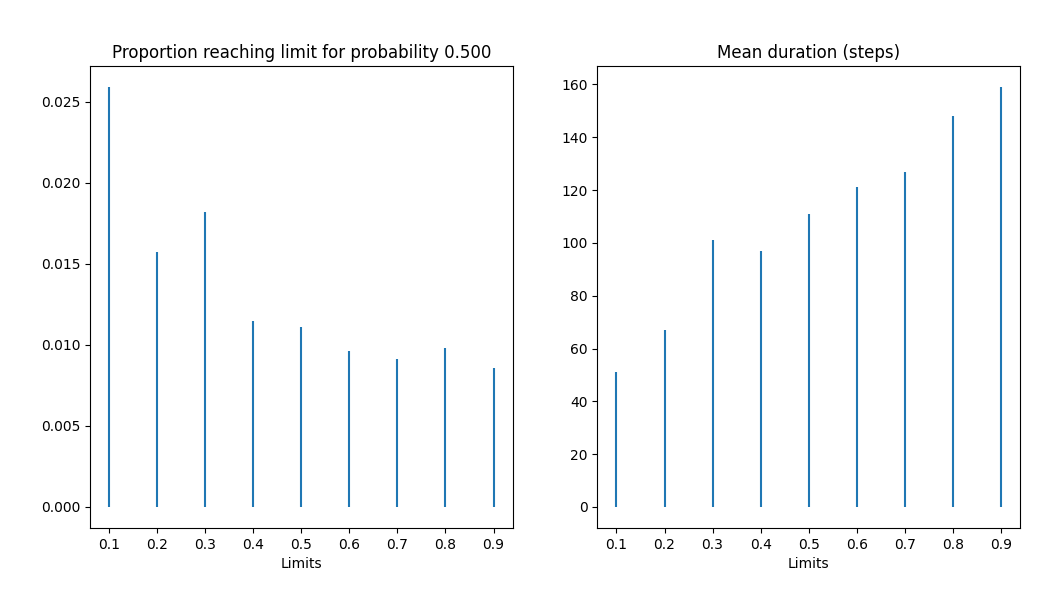 Proportion reaching limit for probability 0.500
0.025
0.020
0.015
0.010
0.005
0.000
0.1 0.2 0.3 0.4 0.5 0.6 0.7 0.8 0.9
Limits
Mean duration (steps)
160
140
120
100
80
60
40
20
0
0.1 0.2 0.3 0.4 0.5 0.6 0.7 0.8 0.9
Limits